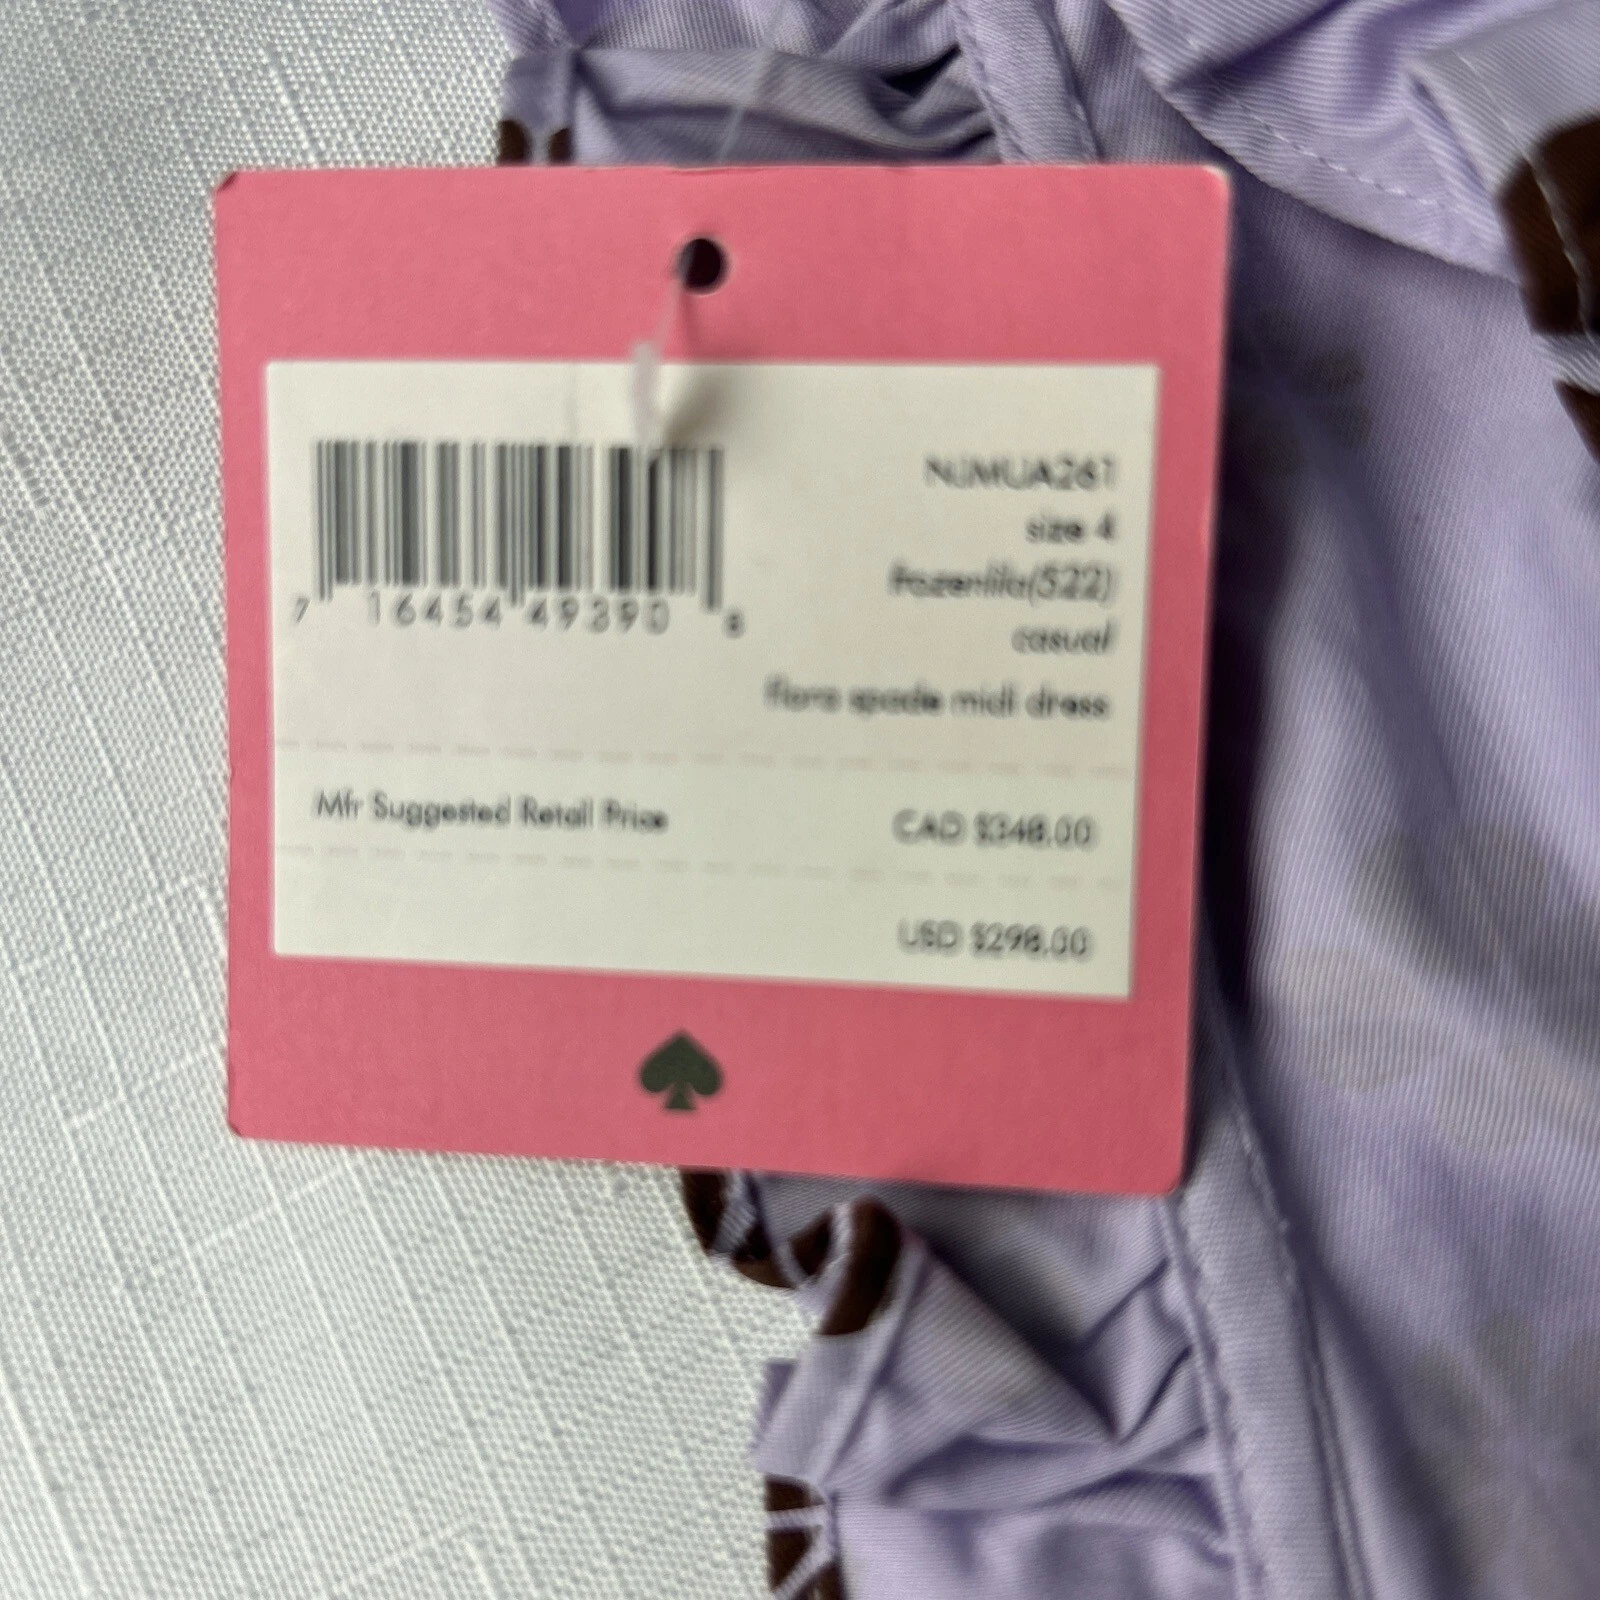 NJMUA261
size 4
frozenlila(522)
casual
7 16454 49390 8
flora spade midi dress
Mfr Suggested Retail Price
CAD $348.00
USD $298.00